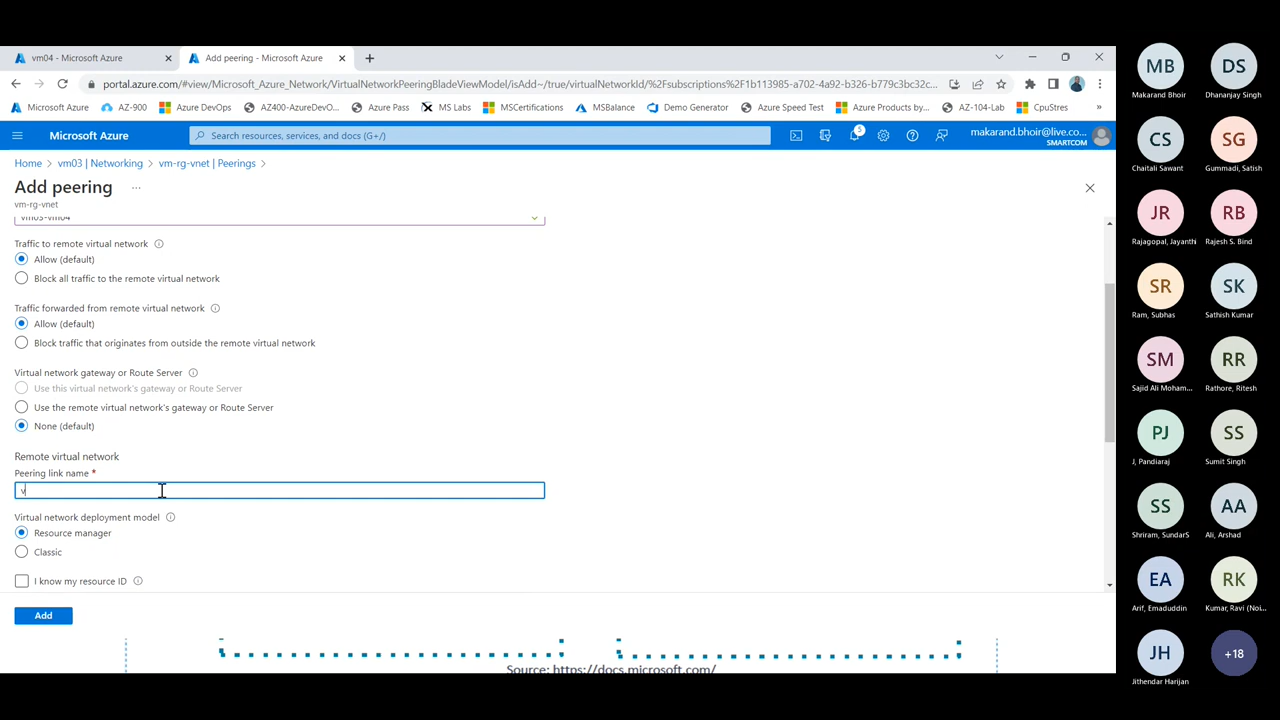 vm04 - Microsoft Azure
Add peering - Microsoft Azure
portal.azure.com/#view/Microsoft_Azure_Network/VirtualNetworkPeeringBladeViewModel/isAdd~/true/virtualNetworkId/%2Fsubscriptions%2F1b113985-a702-4a92-b326-b779c3bc32c...
Microsoft Azure
AZ-900
Azure DevOps
AZ400-AzureDevO...
Azure Pass
MS Labs
MSCertifications
MSBalance
Demo Generator
Azure Speed Test
Azure Products by...
AZ-104-Lab
CpuStres
»
Microsoft Azure
Search resources, services, and docs (G+/)
5
makarand.bhoir@live.co...
SMARTCOM
Home > vm03 | Networking > vm-rg-vnet | Peerings >
Add peering ...
vm-rg-vnet
vm03-vm04
Traffic to remote virtual network
Allow (default)
Block all traffic to the remote virtual network
Traffic forwarded from remote virtual network
Allow (default)
Block traffic that originates from outside the remote virtual network
Virtual network gateway or Route Server
Use this virtual network's gateway or Route Server
Use the remote virtual network's gateway or Route Server
None (default)
Remote virtual network
Peering link name *
v
Virtual network deployment model
Resource manager
Classic
I know my resource ID
Add
Source: https://docs.microsoft.com/
MB
Makarand Bhoir
DS
Dhananjay Singh
CS
Chaitali Sawant
SG
Gummadi, Satish
JR
Rajagopal, Jayanthi
RB
Rajesh S. Bind
SR
Ram, Subhas
SK
Sathish Kumar
SM
Sajid Ali Moham...
RR
Rathore, Ritesh
PJ
J, Pandiaraj
SS
Sumit Singh
SS
Shriram, SundarS
AA
Ali, Arshad
EA
Arif, Emaduddin
RK
Kumar, Ravi (Noi...
JH
Jithendar Harijan
+18